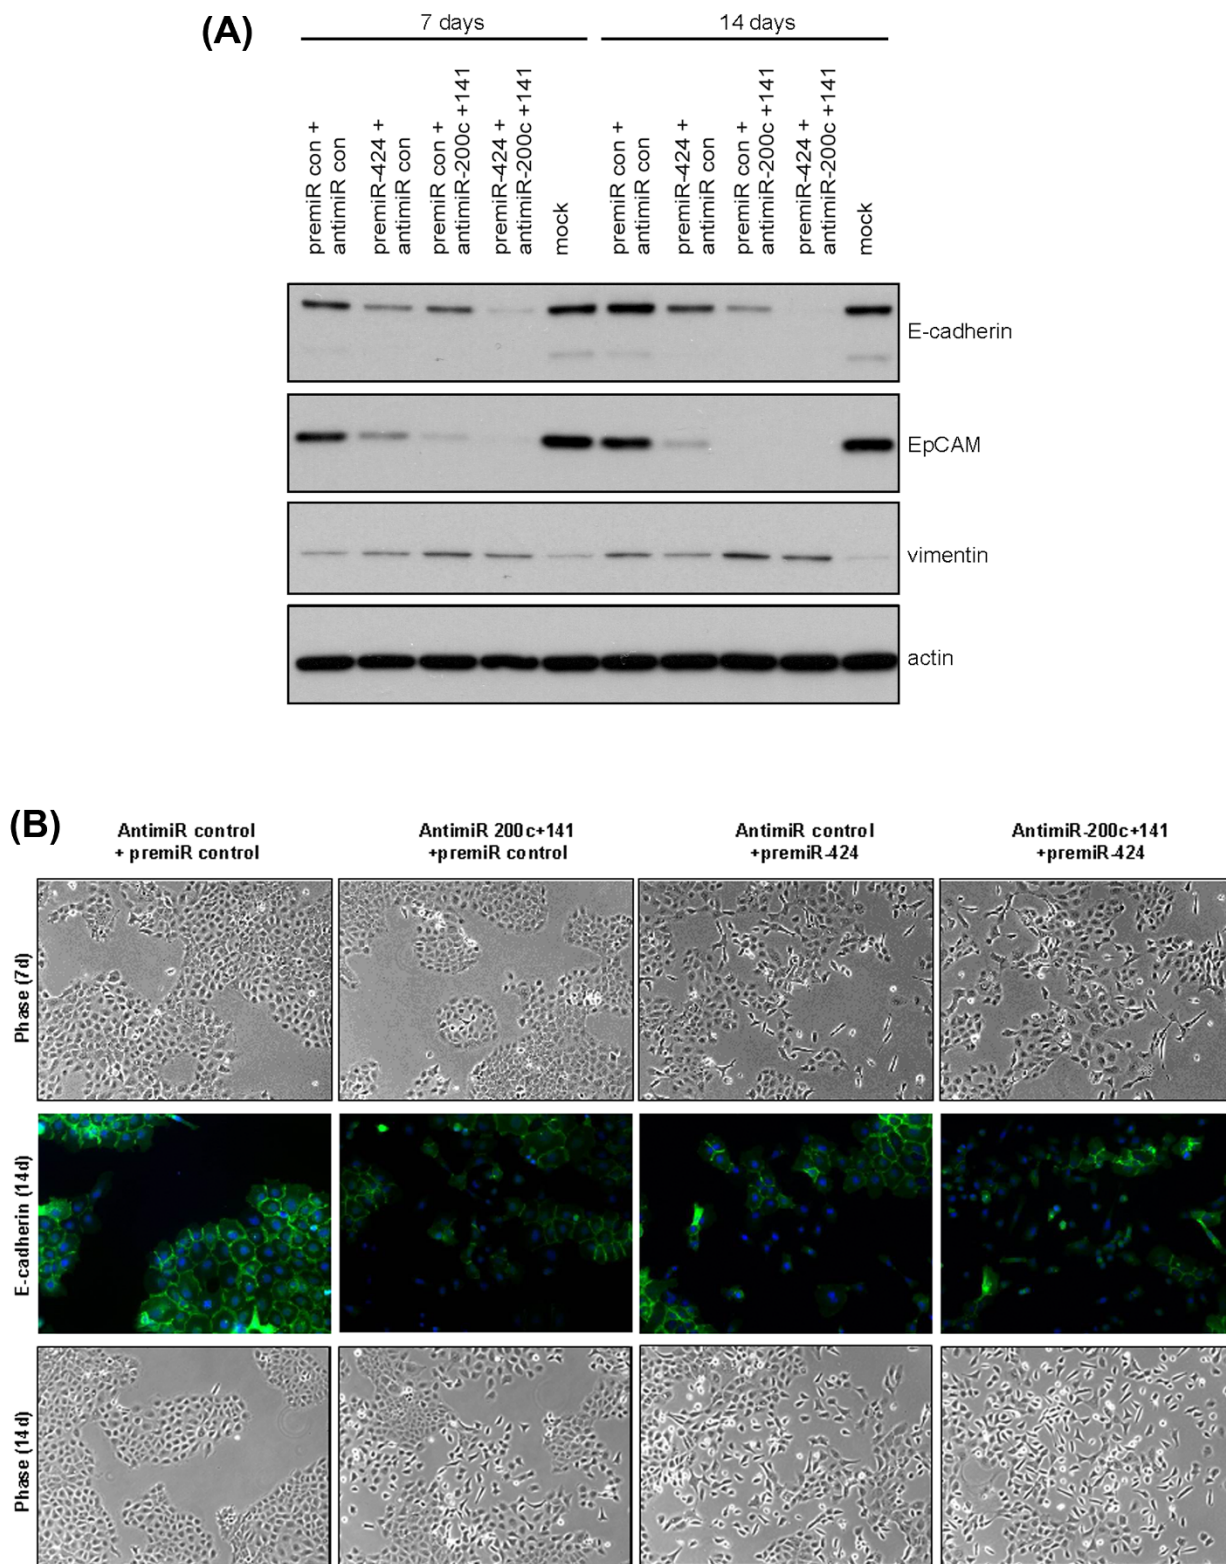 (A)
7 days
14 days
premiR con +
antimiR con
premiR-424 +
antimiR con
premiR con +
antimiR-200c +141
premiR-424 +
antimiR-200c +141
mock
premiR con +
antimiR con
premiR-424 +
antimiR con
premiR con +
antimiR-200c +141
premiR-424 +
antimiR-200c +141
mock
E-cadherin
EpCAM
vimentin
actin
(B)
AntimiR control
+ premiR control
AntimiR 200c+141
+premiR control
AntimiR control
+premiR-424
AntimiR-200c+141
+premiR-424
Phase (7d)
E-cadherin (14d)
Phase (14d)